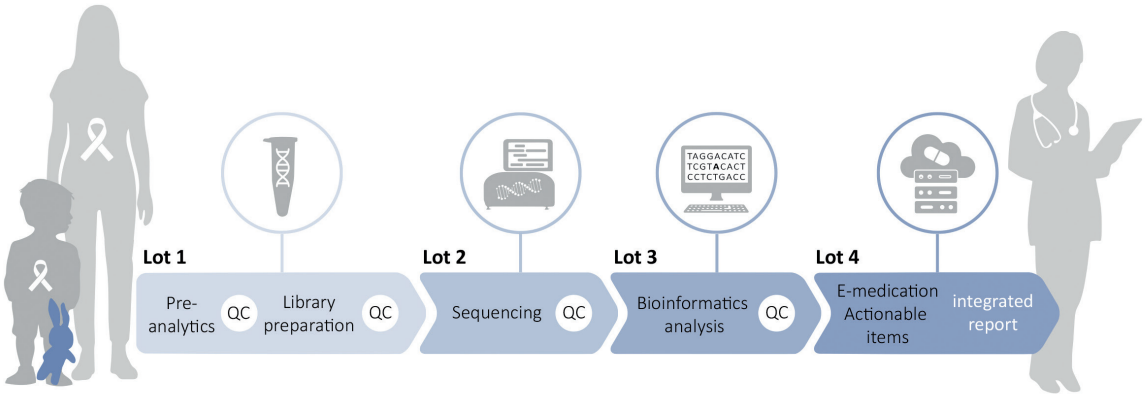 TAGGACATC
TCGTACACT
CCTCTGACC
Lot 1
Lot 2
Lot 3
Lot 4
Pre-
analytics
QC
Library
preparation
QC
Sequencing
QC
Bioinformatics
analysis
QC
E-medication
Actionable
items
integrated
report